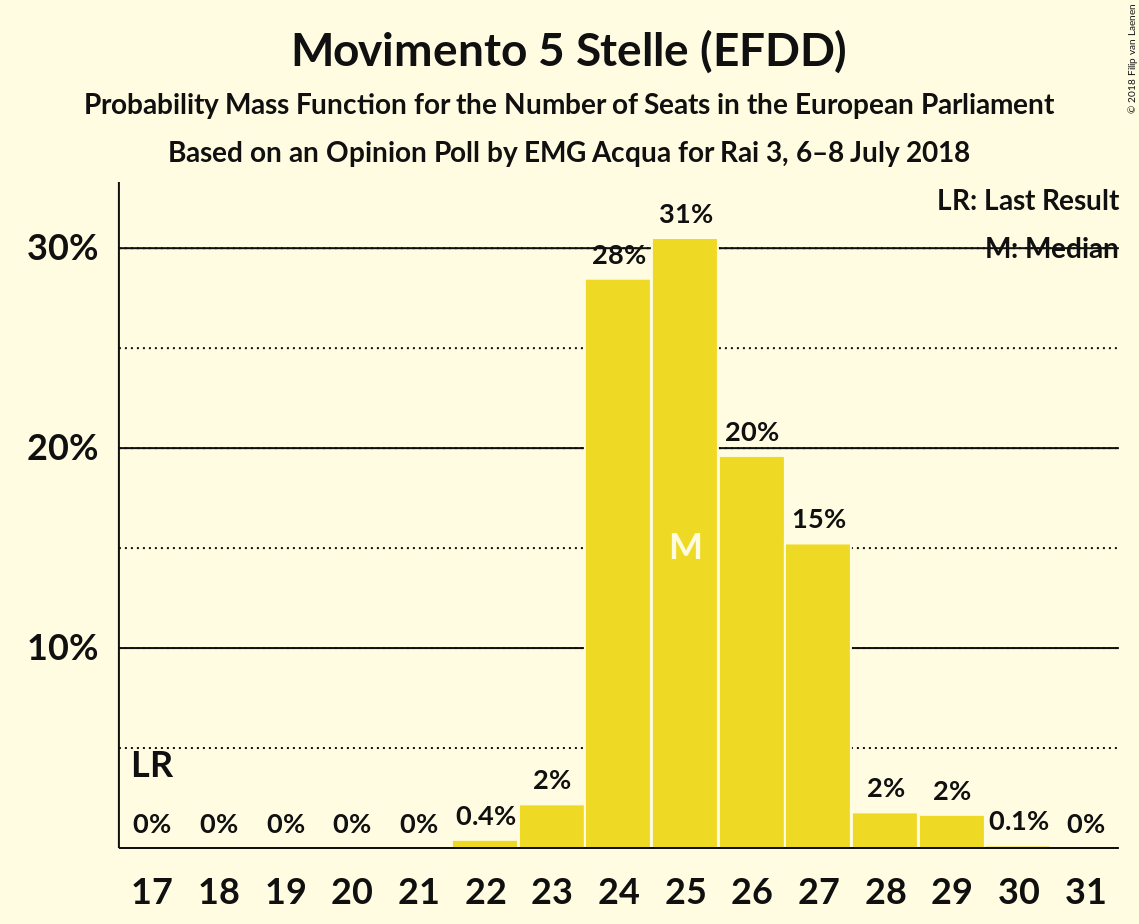 Movimento 5 Stelle (EFDD)
Probability Mass Function for the Number of Seats in the European Parliament
Based on an Opinion Poll by EMG Acqua for Rai 3, 6–8 July 2018
© 2018 Filip van Laenen
LR: Last Result
M: Median
30%
20%
10%
31%
28%
20%
15%
M
LR
0% 0% 0% 0% 0% 0.4% 2% 2% 2% 0.1% 0%
17 18 19 20 21 22 23 24 25 26 27 28 29 30 31